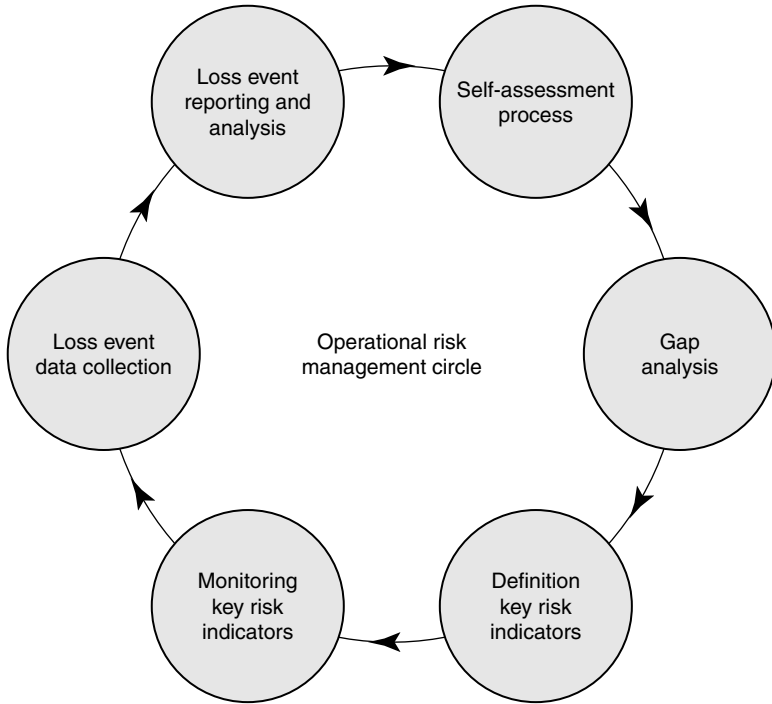 Loss event
reporting and
analysis
Self-assessment
process
Loss event
data collection
Operational risk
management circle
Gap
analysis
Monitoring
key risk
indicators
Definition
key risk
indicators